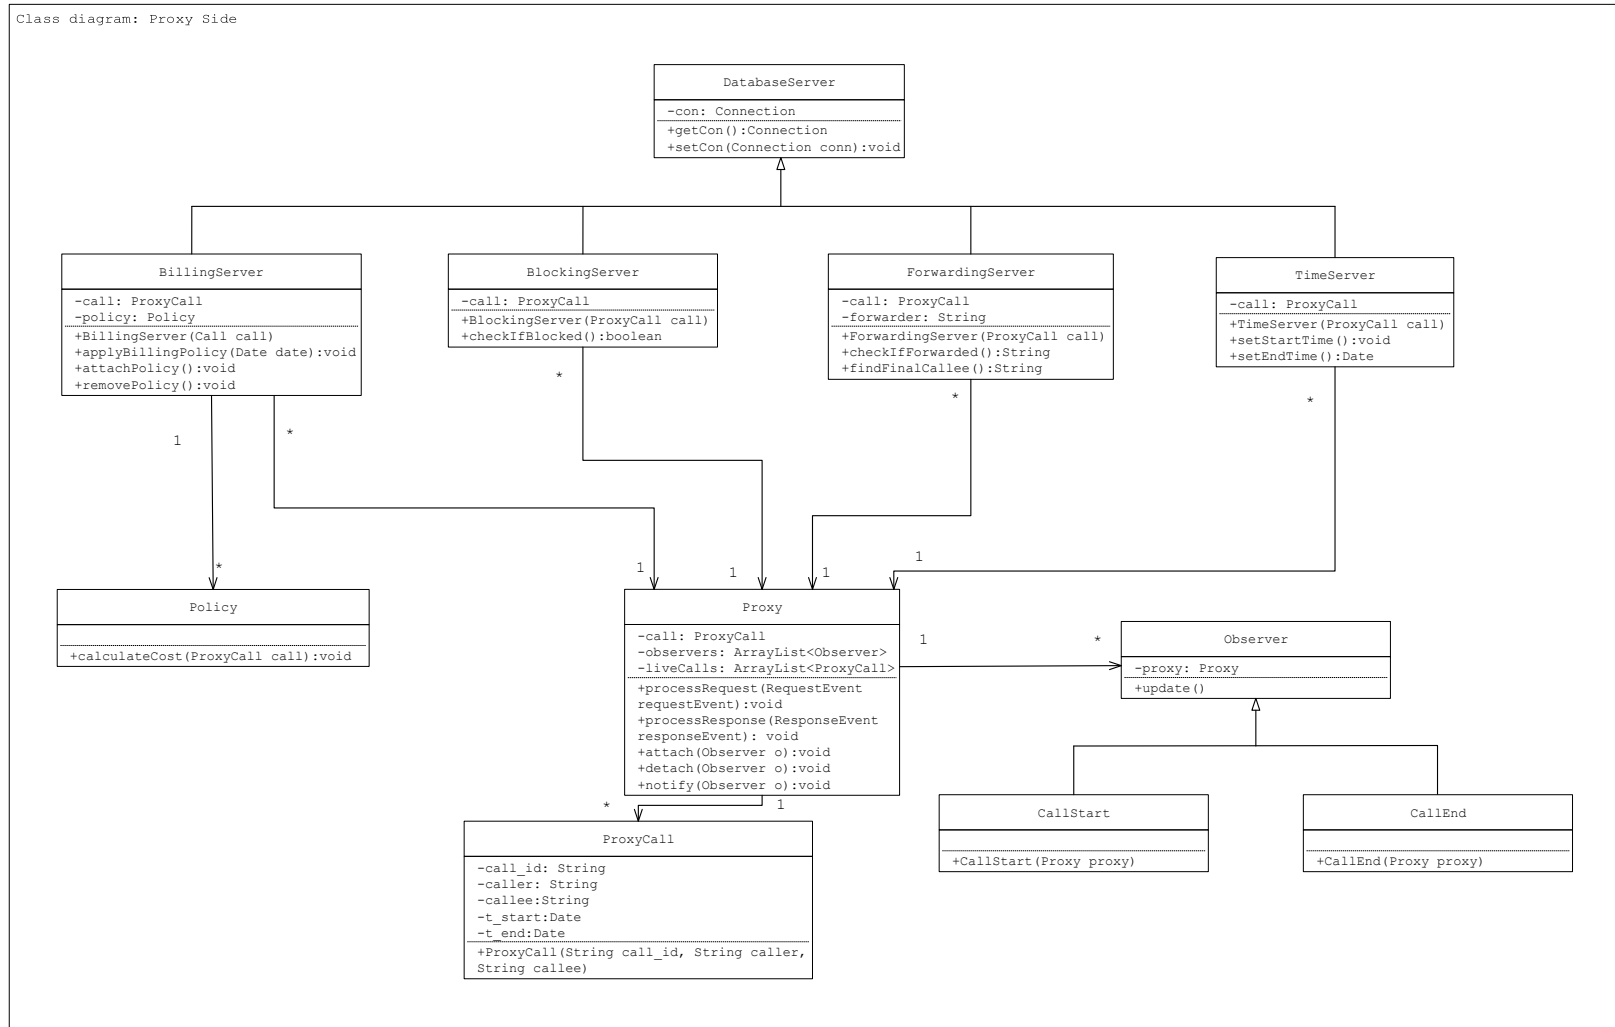 Class diagram: Proxy Side
DatabaseServer
-con: Connection
+getCon():Connection
+setCon(Connection conn):void
BillingServer
-call: ProxyCall
-policy: Policy
+BillingServer(Call call)
+applyBillingPolicy(Date date):void
+attachPolicy():void
+removePolicy():void
BlockingServer
-call: ProxyCall
+BlockingServer(ProxyCall call)
+checkIfBlocked():boolean
ForwardingServer
-call: ProxyCall
-forwarder: String
+ForwardingServer(ProxyCall call)
+checkIfForwarded():String
+findFinalCallee():String
TimeServer
-call: ProxyCall
+TimeServer(ProxyCall call)
+setStartTime():void
+setEndTime():Date
1
*
*
*
*
*
1
1
1
1
Policy
+calculateCost(ProxyCall call):void
Proxy
-call: ProxyCall
-observers: ArrayList<Observer>
-liveCalls: ArrayList<ProxyCall>
+processRequest(RequestEvent
requestEvent):void
+processResponse(ResponseEvent
responseEvent): void
+attach(Observer o):void
+detach(Observer o):void
+notify(Observer o):void
1
*
Observer
-proxy: Proxy
+update()
*
1
ProxyCall
-call_id: String
-caller: String
-callee:String
-t_start:Date
-t_end:Date
+ProxyCall(String call_id, String caller,
String callee)
CallStart
+CallStart(Proxy proxy)
CallEnd
+CallEnd(Proxy proxy)